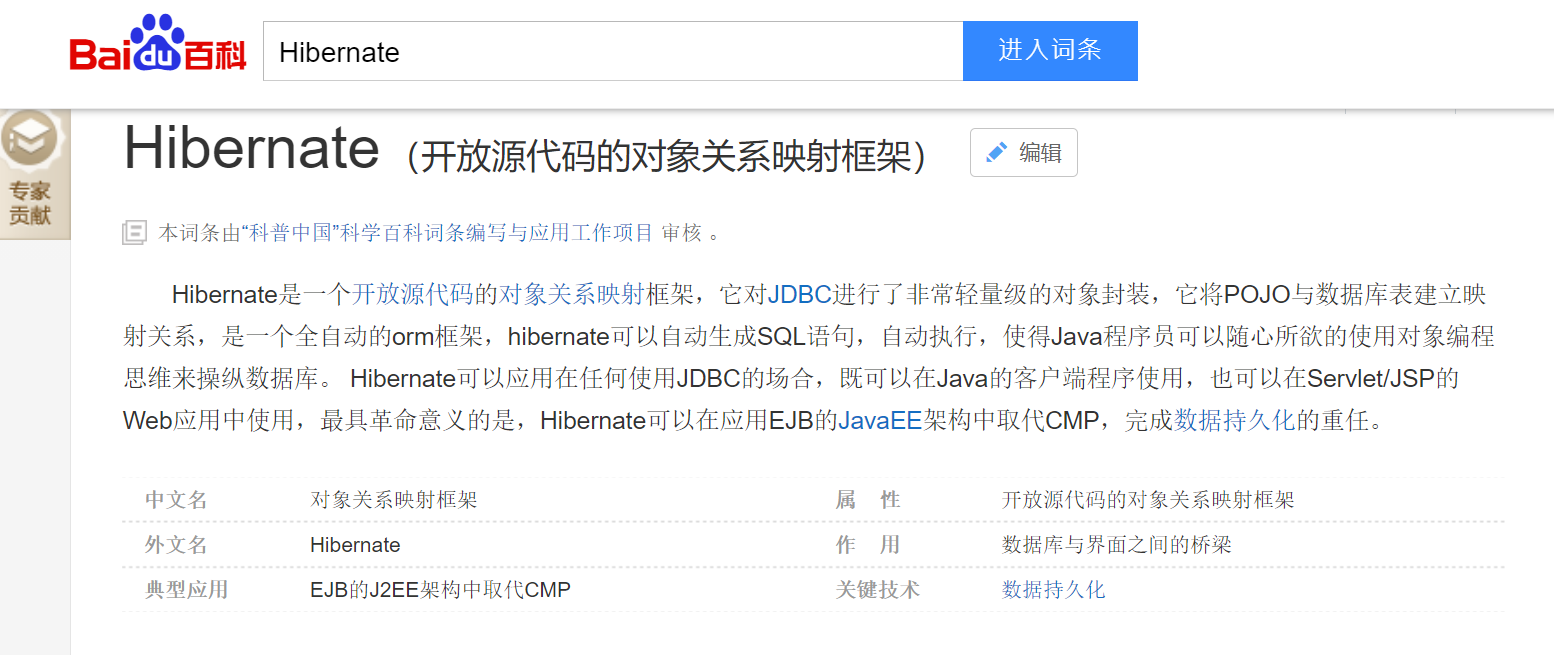 Baidu百科
Hibernate
进入词条
专家
贡献
Hibernate（开放源代码的对象关系映射框架）
编辑
本词条由“科普中国”科学百科词条编写与应用工作项目 审核 。
Hibernate是一个开放源代码的对象关系映射框架，它对JDBC进行了非常轻量级的对象封装，它将POJO与数据库表建立映
射关系，是一个全自动的orm框架，hibernate可以自动生成SQL语句，自动执行，使得Java程序员可以随心所欲的使用对象编程
思维来操纵数据库。 Hibernate可以应用在任何使用JDBC的场合，既可以在Java的客户端程序使用，也可以在Servlet/JSP的
Web应用中使用，最具革命意义的是，Hibernate可以在应用EJB的JavaEE架构中取代CMP，完成数据持久化的重任。
中文名 对象关系映射框架 属 性 开放源代码的对象关系映射框架
外文名 Hibernate 作 用 数据库与界面之间的桥梁
典型应用 EJB的J2EE架构中取代CMP 关键技术 数据持久化